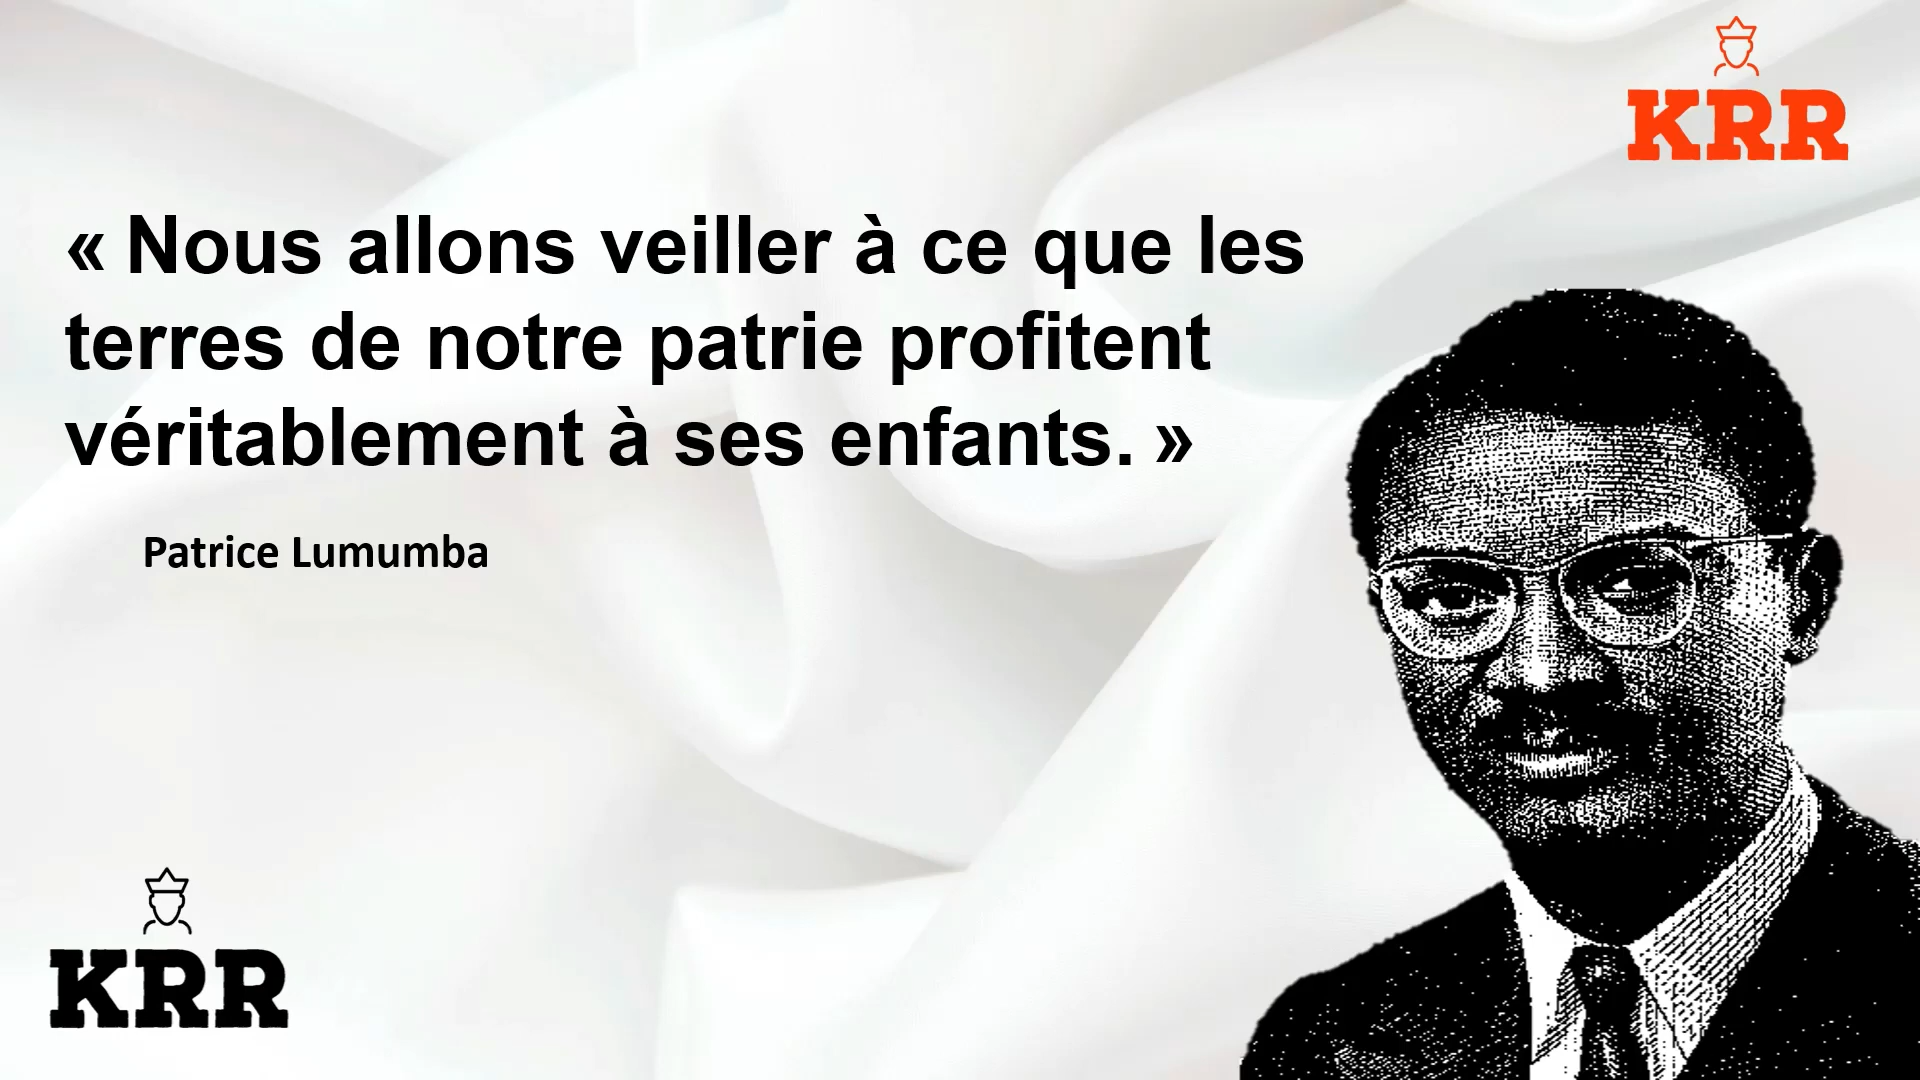 KRR
« Nous allons veiller à ce que les
terres de notre patrie profitent
véritablement à ses enfants. »
Patrice Lumumba
KRR